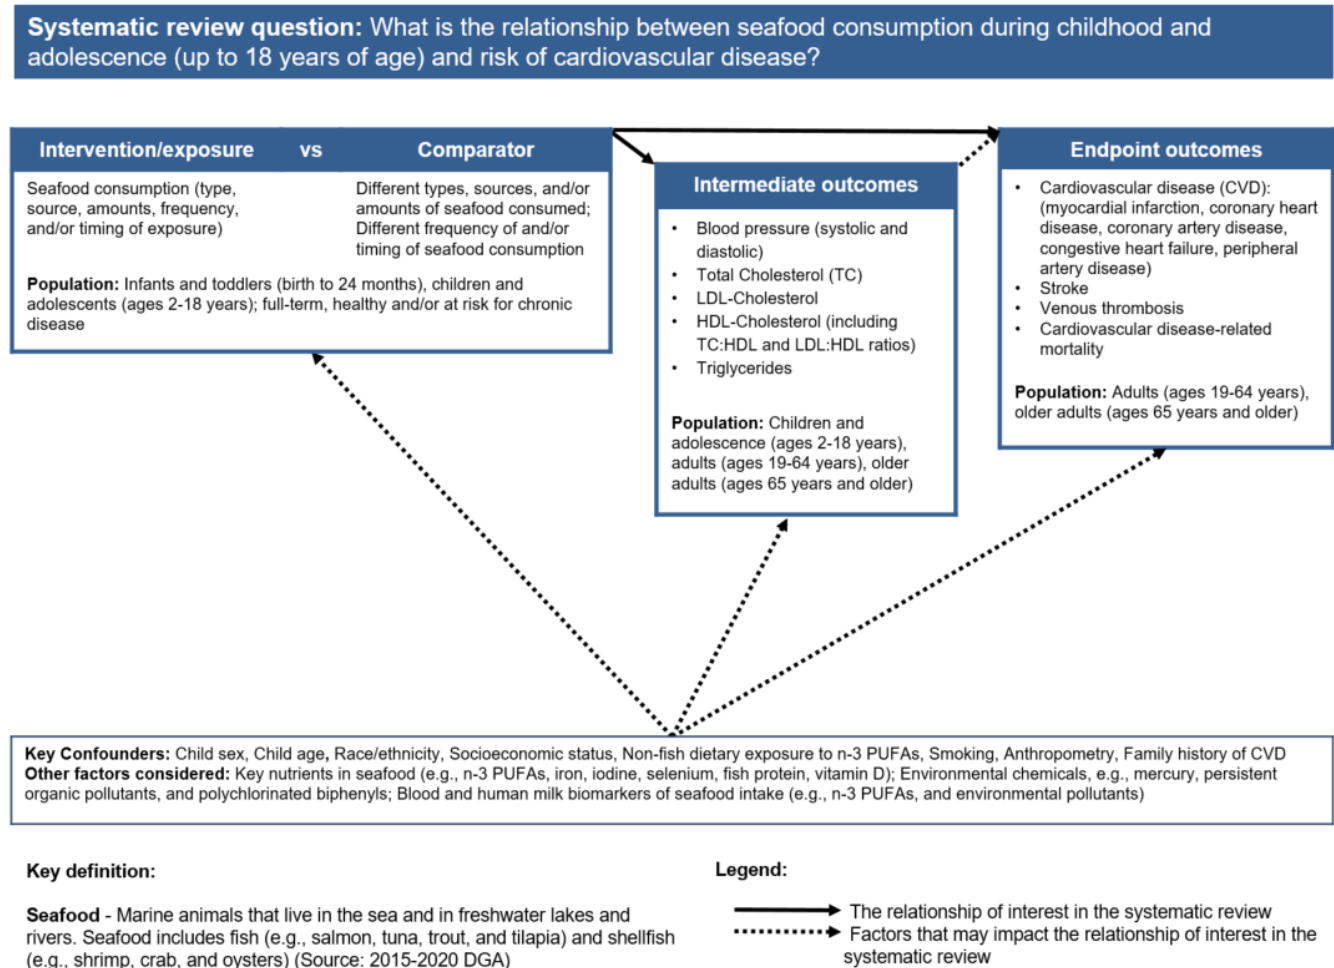 Systematic review question: What is the relationship between seafood consumption during childhood and
adolescence (up to 18 years of age) and risk of cardiovascular disease?
Intervention/exposure vs Comparator
Seafood consumption (type,
source, amounts, frequency,
and/or timing of exposure)
Different types, sources, and/or
amounts of seafood consumed;
Different frequency of and/or
timing of seafood consumption
Population: Infants and toddlers (birth to 24 months), children and
adolescents (ages 2-18 years); full-term, healthy and/or at risk for chronic
disease
Intermediate outcomes
• Blood pressure (systolic and
diastolic)
• Total Cholesterol (TC)
• LDL-Cholesterol
• HDL-Cholesterol (including
TC:HDL and LDL:HDL ratios)
• Triglycerides
Population: Children and
adolescence (ages 2-18 years),
adults (ages 19-64 years), older
adults (ages 65 years and older)
Endpoint outcomes
• Cardiovascular disease (CVD):
(myocardial infarction, coronary heart
disease, coronary artery disease,
congestive heart failure, peripheral
artery disease)
• Stroke
• Venous thrombosis
• Cardiovascular disease-related
mortality
Population: Adults (ages 19-64 years),
older adults (ages 65 years and older)
Key Confounders: Child sex, Child age, Race/ethnicity, Socioeconomic status, Non-fish dietary exposure to n-3 PUFAs, Smoking, Anthropometry, Family history of CVD
Other factors considered: Key nutrients in seafood (e.g., n-3 PUFAs, iron, iodine, selenium, fish protein, vitamin D); Environmental chemicals, e.g., mercury, persistent
organic pollutants, and polychlorinated biphenyls; Blood and human milk biomarkers of seafood intake (e.g., n-3 PUFAs, and environmental pollutants)
Key definition:
Seafood - Marine animals that live in the sea and in freshwater lakes and
rivers. Seafood includes fish (e.g., salmon, tuna, trout, and tilapia) and shellfish
(e.g., shrimp, crab, and oysters) (Source: 2015-2020 DGA)
Legend:
The relationship of interest in the systematic review
Factors that may impact the relationship of interest in the
systematic review